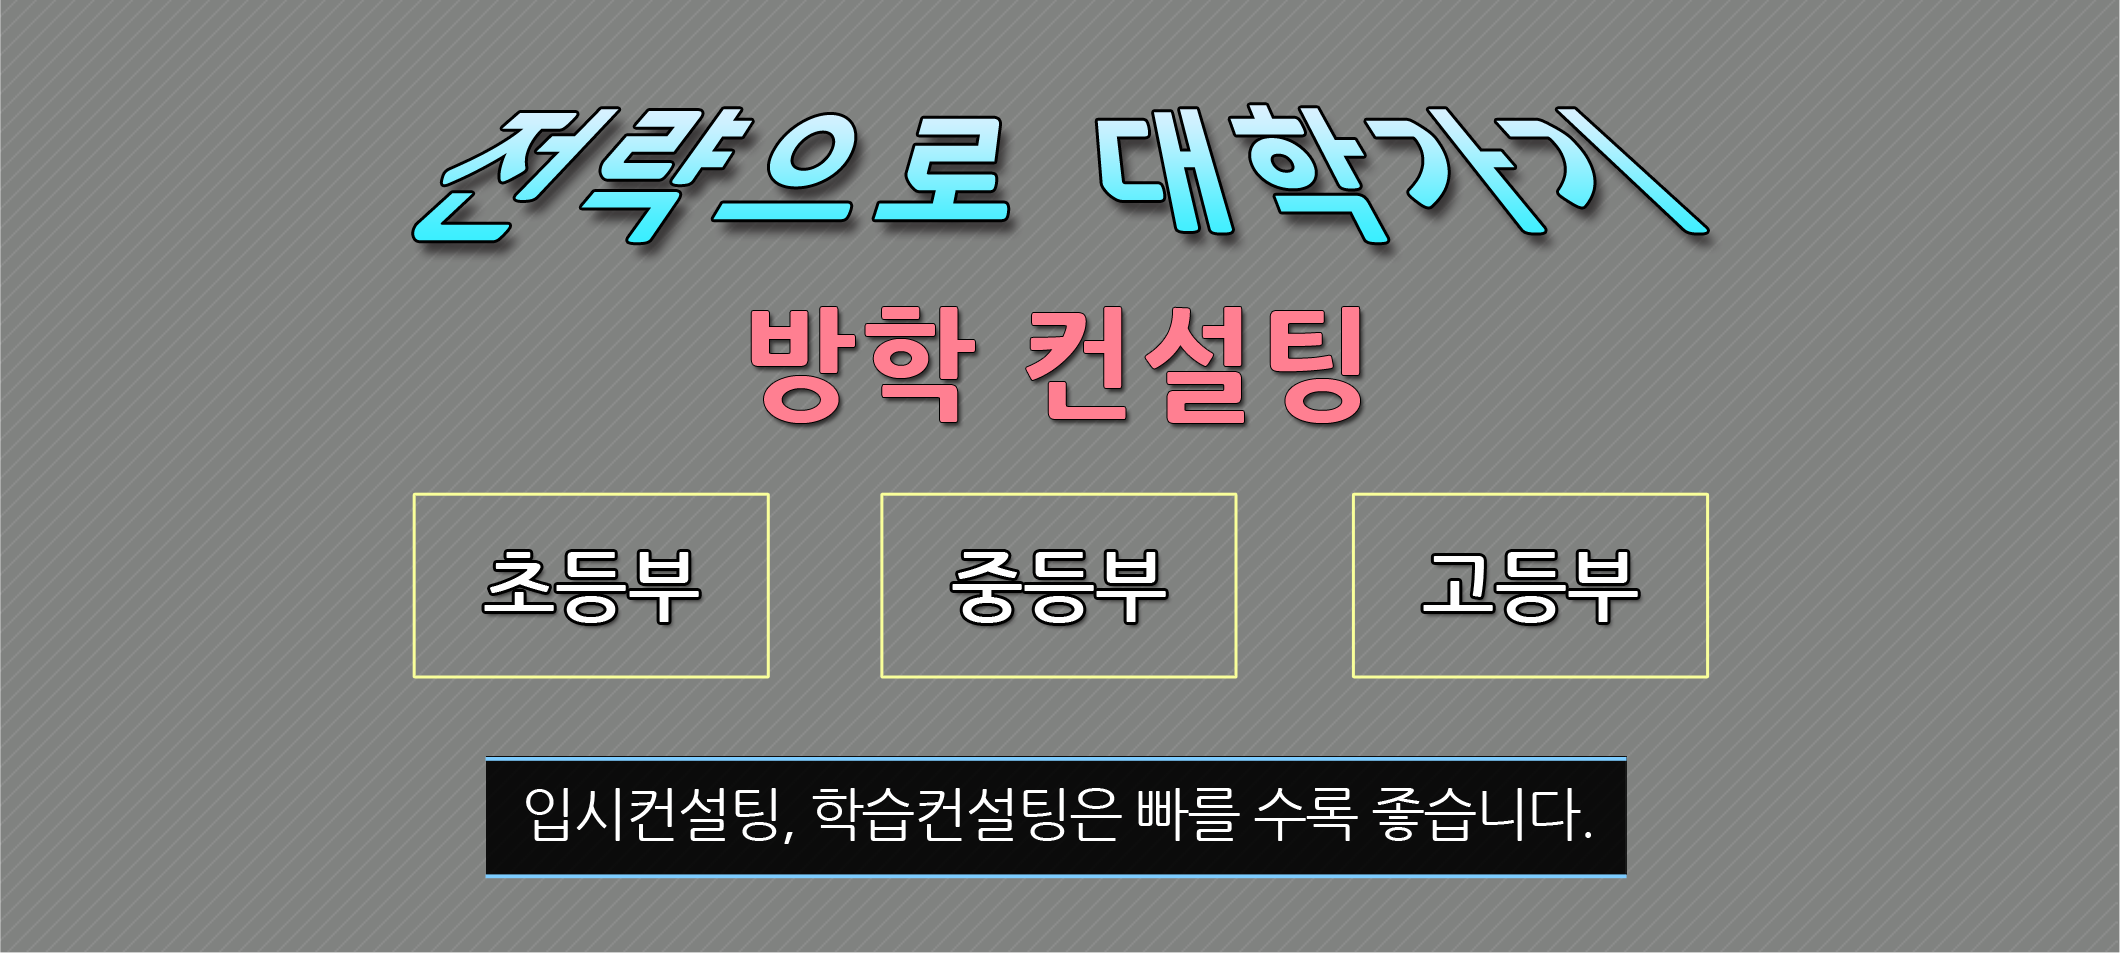 전략으로 대학가기
방학 컨설팅
초등부 중등부 고등부
입시컨설팅, 학습컨설팅은 빠를 수록 좋습니다.